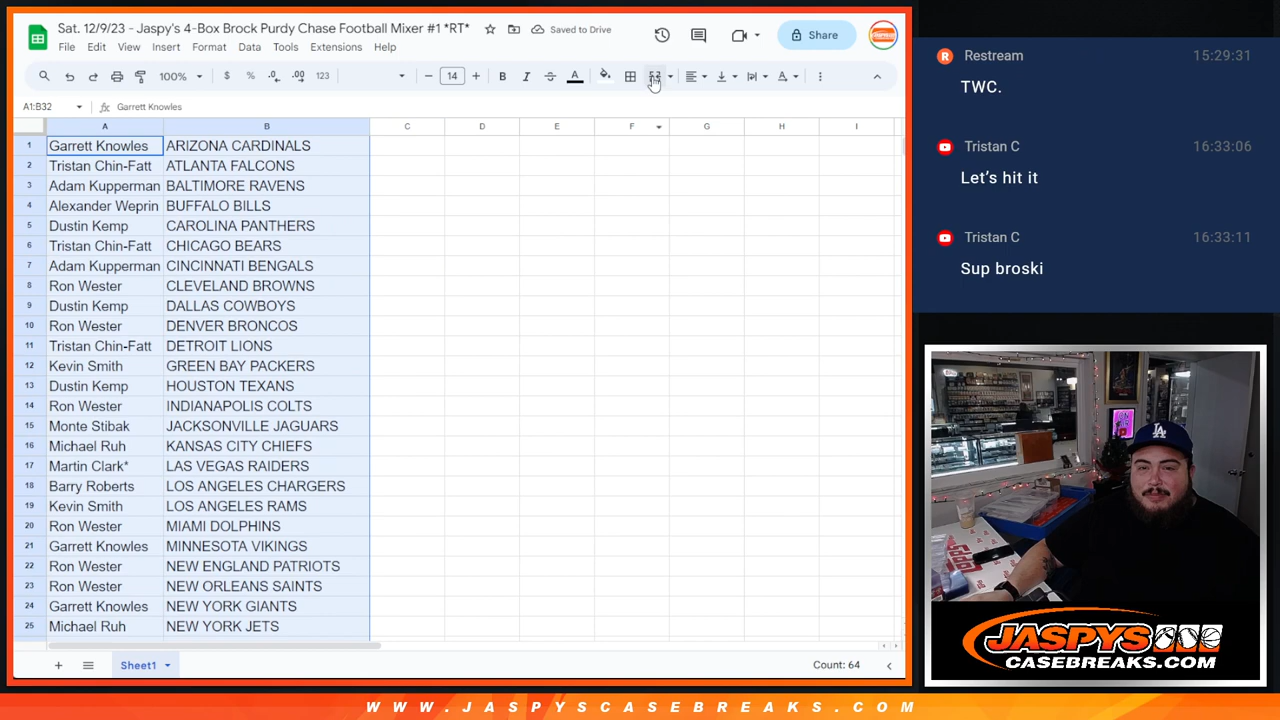 Sat. 12/9/23 - Jaspy's 4-Box Brock Purdy Chase Football Mixer #1 *RT*
Saved to Drive
Share
File Edit View Insert Format Data Tools Extensions Help
100% $ % .0 .00 123 14 B I A
A1:B32 fx Garrett Knowles
A B C D E F G H I
1 Garrett Knowles ARIZONA CARDINALS
2 Tristan Chin-Fatt ATLANTA FALCONS
3 Adam Kupperman BALTIMORE RAVENS
4 Alexander Weprin BUFFALO BILLS
5 Dustin Kemp CAROLINA PANTHERS
6 Tristan Chin-Fatt CHICAGO BEARS
7 Adam Kupperman CINCINNATI BENGALS
8 Ron Wester CLEVELAND BROWNS
9 Dustin Kemp DALLAS COWBOYS
10 Ron Wester DENVER BRONCOS
11 Tristan Chin-Fatt DETROIT LIONS
12 Kevin Smith GREEN BAY PACKERS
13 Dustin Kemp HOUSTON TEXANS
14 Ron Wester INDIANAPOLIS COLTS
15 Monte Stibak JACKSONVILLE JAGUARS
16 Michael Ruh KANSAS CITY CHIEFS
17 Martin Clark* LAS VEGAS RAIDERS
18 Barry Roberts LOS ANGELES CHARGERS
19 Kevin Smith LOS ANGELES RAMS
20 Ron Wester MIAMI DOLPHINS
21 Garrett Knowles MINNESOTA VIKINGS
22 Ron Wester NEW ENGLAND PATRIOTS
23 Ron Wester NEW ORLEANS SAINTS
24 Garrett Knowles NEW YORK GIANTS
25 Michael Ruh NEW YORK JETS
Sheet1
Count: 64
Restream 15:29:31
TWC.
Tristan C 16:33:06
Let's hit it
Tristan C 16:33:11
Sup broski
LA
JASPYS
CASEBREAKS.COM
WWW.JASPYSCASEBREAKS.COM